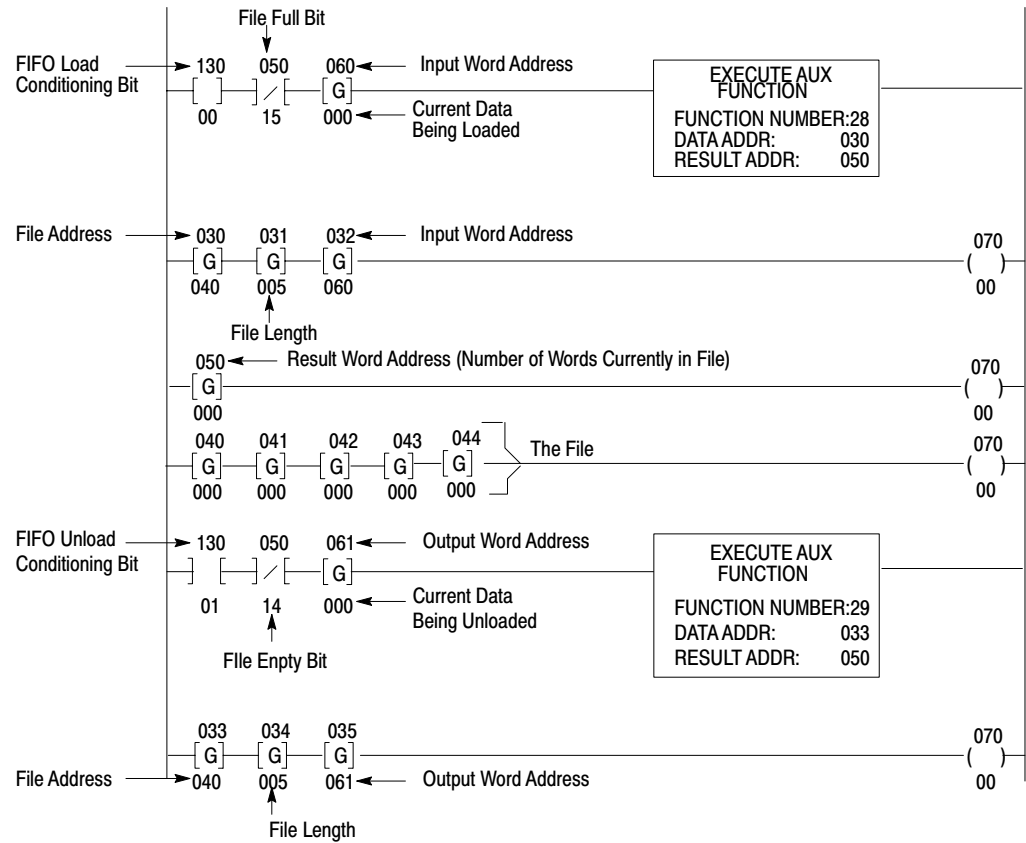 File Full Bit
FIFO Load
Conditioning Bit
130 050 060 Input Word Address
[ ] ]/[ [G]
00 15 000 Current Data
Being Loaded
EXECUTE AUX
FUNCTION
FUNCTION NUMBER:28
DATA ADDR: 030
RESULT ADDR: 050
File Address 030 031 032 Input Word Address
[G] [G] [G]
040 005 060
070
( )
00
File Length
050 Result Word Address (Number of Words Currently in File)
[G]
000
070
( )
00
040 041 042 043 044 The File
[G] [G] [G] [G] [G]
000 000 000 000 000
070
( )
00
FIFO Unload
Conditioning Bit
130 050 061 Output Word Address
] [ ]/[ [G]
01 14 000 Current Data
Being Unloaded
FIle Enpty Bit
EXECUTE AUX
FUNCTION
FUNCTION NUMBER:29
DATA ADDR: 033
RESULT ADDR: 050
033 034 035
[G] [G] [G]
File Address 040 005 061 Output Word Address
070
( )
00
File Length